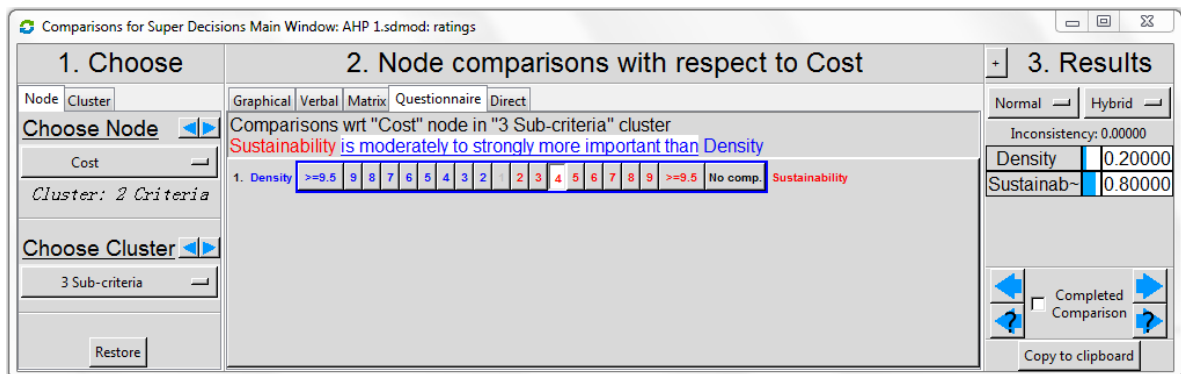 Comparisons for Super Decisions Main Window: AHP 1.sdmod: ratings
1. Choose
Node Cluster
Choose Node
Cost
Cluster: 2 Criteria
Choose Cluster
3 Sub-criteria
Restore
2. Node comparisons with respect to Cost
Graphical Verbal Matrix Questionnaire Direct
Comparisons wrt "Cost" node in "3 Sub-criteria" cluster
Sustainability is moderately to strongly more important than Density
1. Density >=9.5 9 8 7 6 5 4 3 2 1 2 3 4 5 6 7 8 9 >=9.5 No comp. Sustainability
+ 3. Results
Normal Hybrid
Inconsistency: 0.00000
Density 0.20000
Sustainab~ 0.80000
Completed
Comparison
? ?
Copy to clipboard